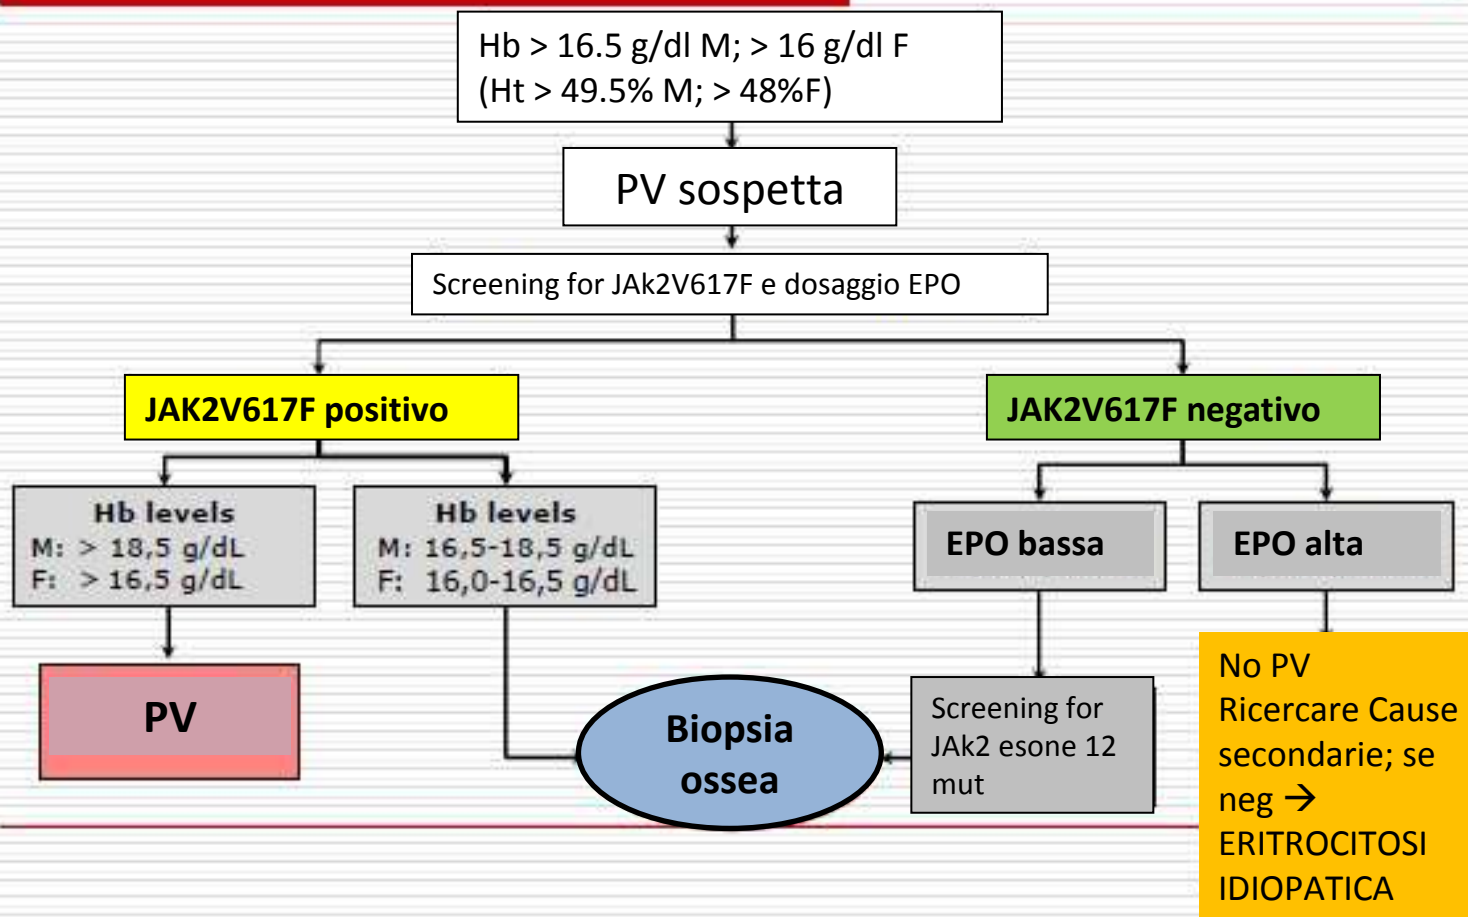 Hb > 16.5 g/dl M; > 16 g/dl F
(Ht > 49.5% M; > 48%F)
PV sospetta
Screening for JAk2V617F e dosaggio EPO
JAK2V617F positivo
JAK2V617F negativo
Hb levels
M: > 18,5 g/dL
F: > 16,5 g/dL
Hb levels
M: 16,5-18,5 g/dL
F: 16,0-16,5 g/dL
EPO bassa
EPO alta
PV
Biopsia
ossea
Screening for
JAk2 esone 12
mut
No PV
Ricercare Cause
secondarie; se
neg →
ERITROCITOSI
IDIOPATICA